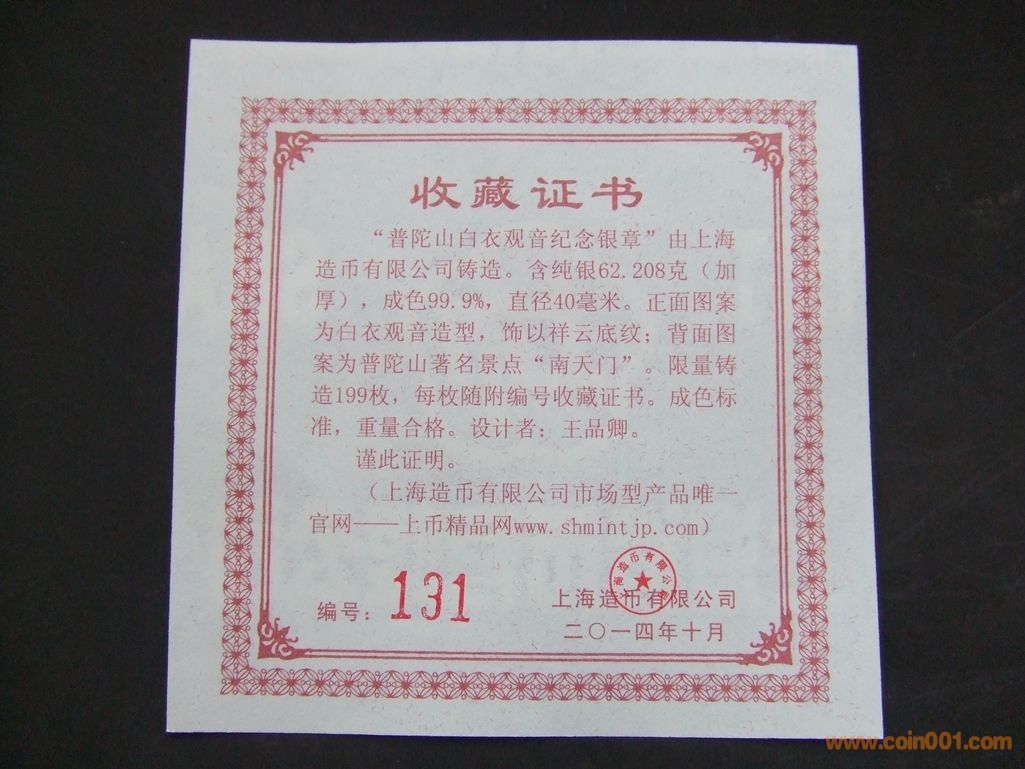 收藏证书
“普陀山白衣观音纪念银章”由上海
造币有限公司铸造。含纯银62.208克（加
厚），成色99.9%，直径40毫米。正面图案
为白衣观音造型，饰以祥云底纹；背面图
案为普陀山著名景点“南天门”。限量铸
造199枚，每枚随附编号收藏证书。成色标
准，重量合格。设计者：王品卿。
谨此证明。
（上海造币有限公司市场型产品唯一
官网——上币精品网www.shmintjp.com）
编号：131
造币有限公
上海造币有限公司
二〇一四年十月
www.coin001.com